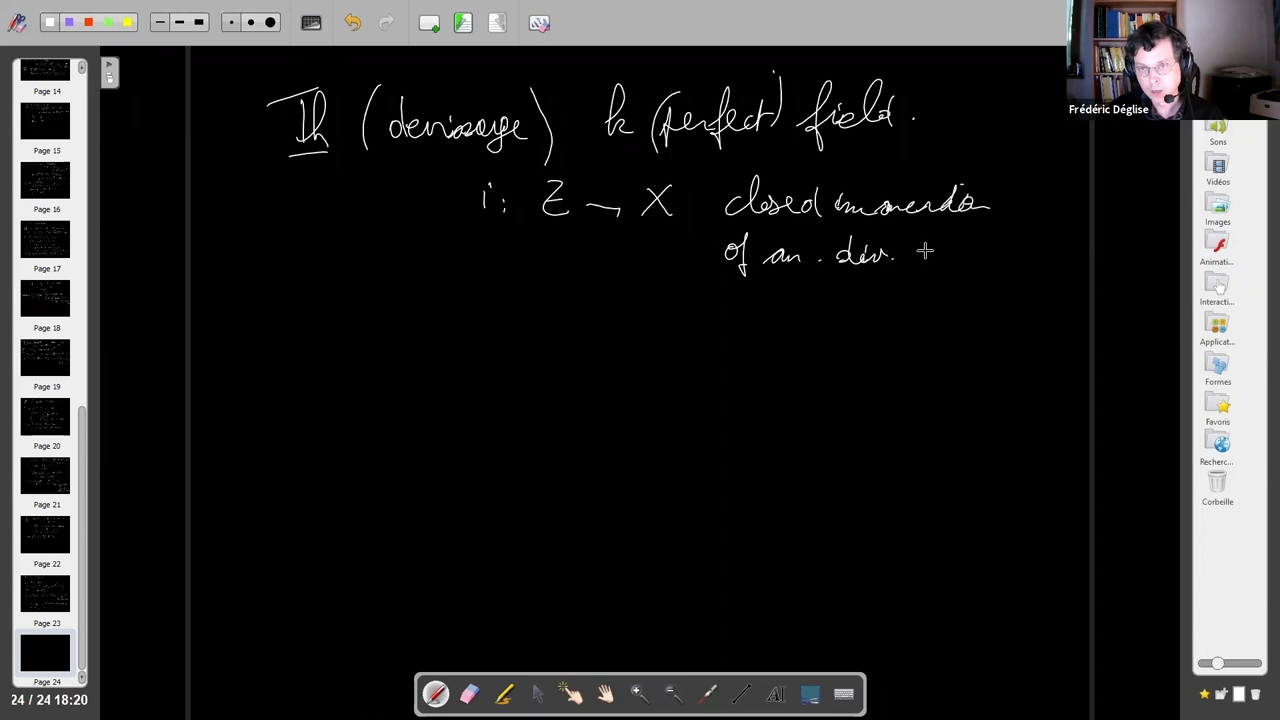 Frédéric Déglise
Page 14
Page 15
Page 16
Page 17
Page 18
Page 19
Page 20
Page 21
Page 22
Page 23
Page 24
24 / 24 18:20
Th (devissage) k (perfect) field.
i: Z → X closed immersion
of an. div.
Sons
Vidéos
Images
Animati...
Interacti...
Applicat...
Formes
Favoris
Recherc...
Corbeille
AI